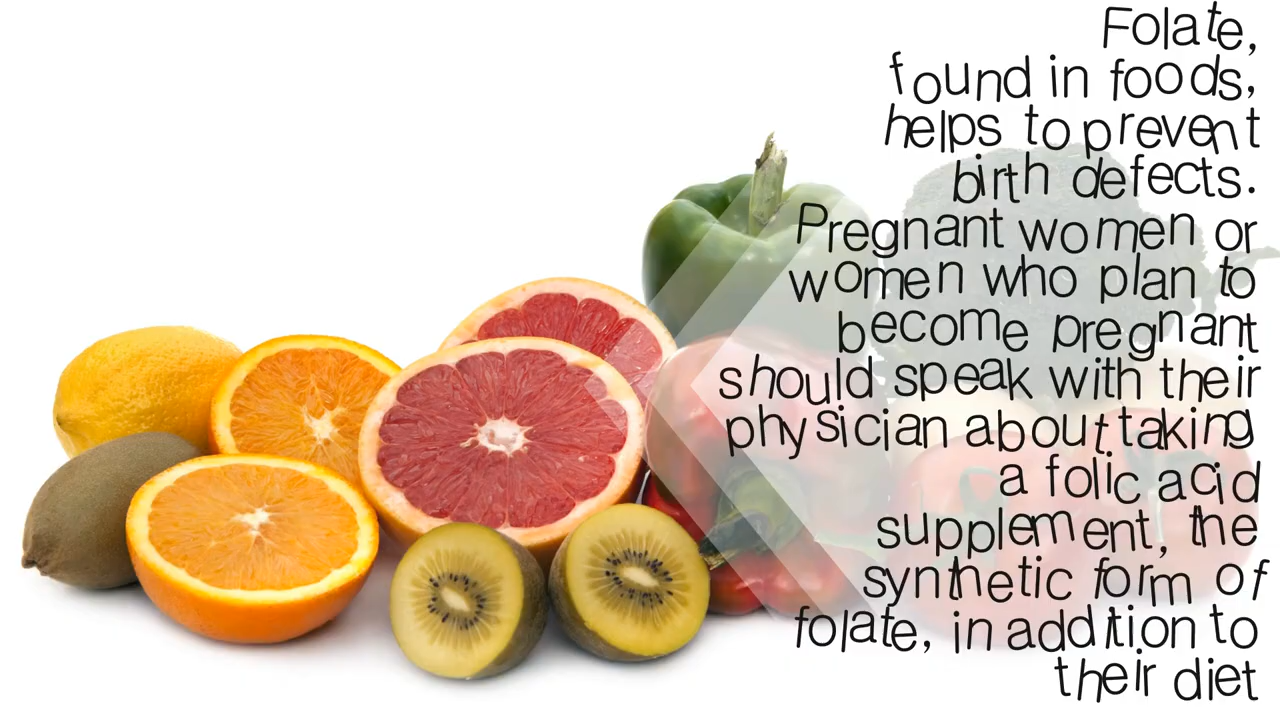 Folate,
found in foods,
helps to prevent
birth defects.
Pregnant women or
women who plan to
become pregnant
should speak with their
physician about taking
a folic acid
supplement, the
synthetic form of
folate, in addition to
their diet